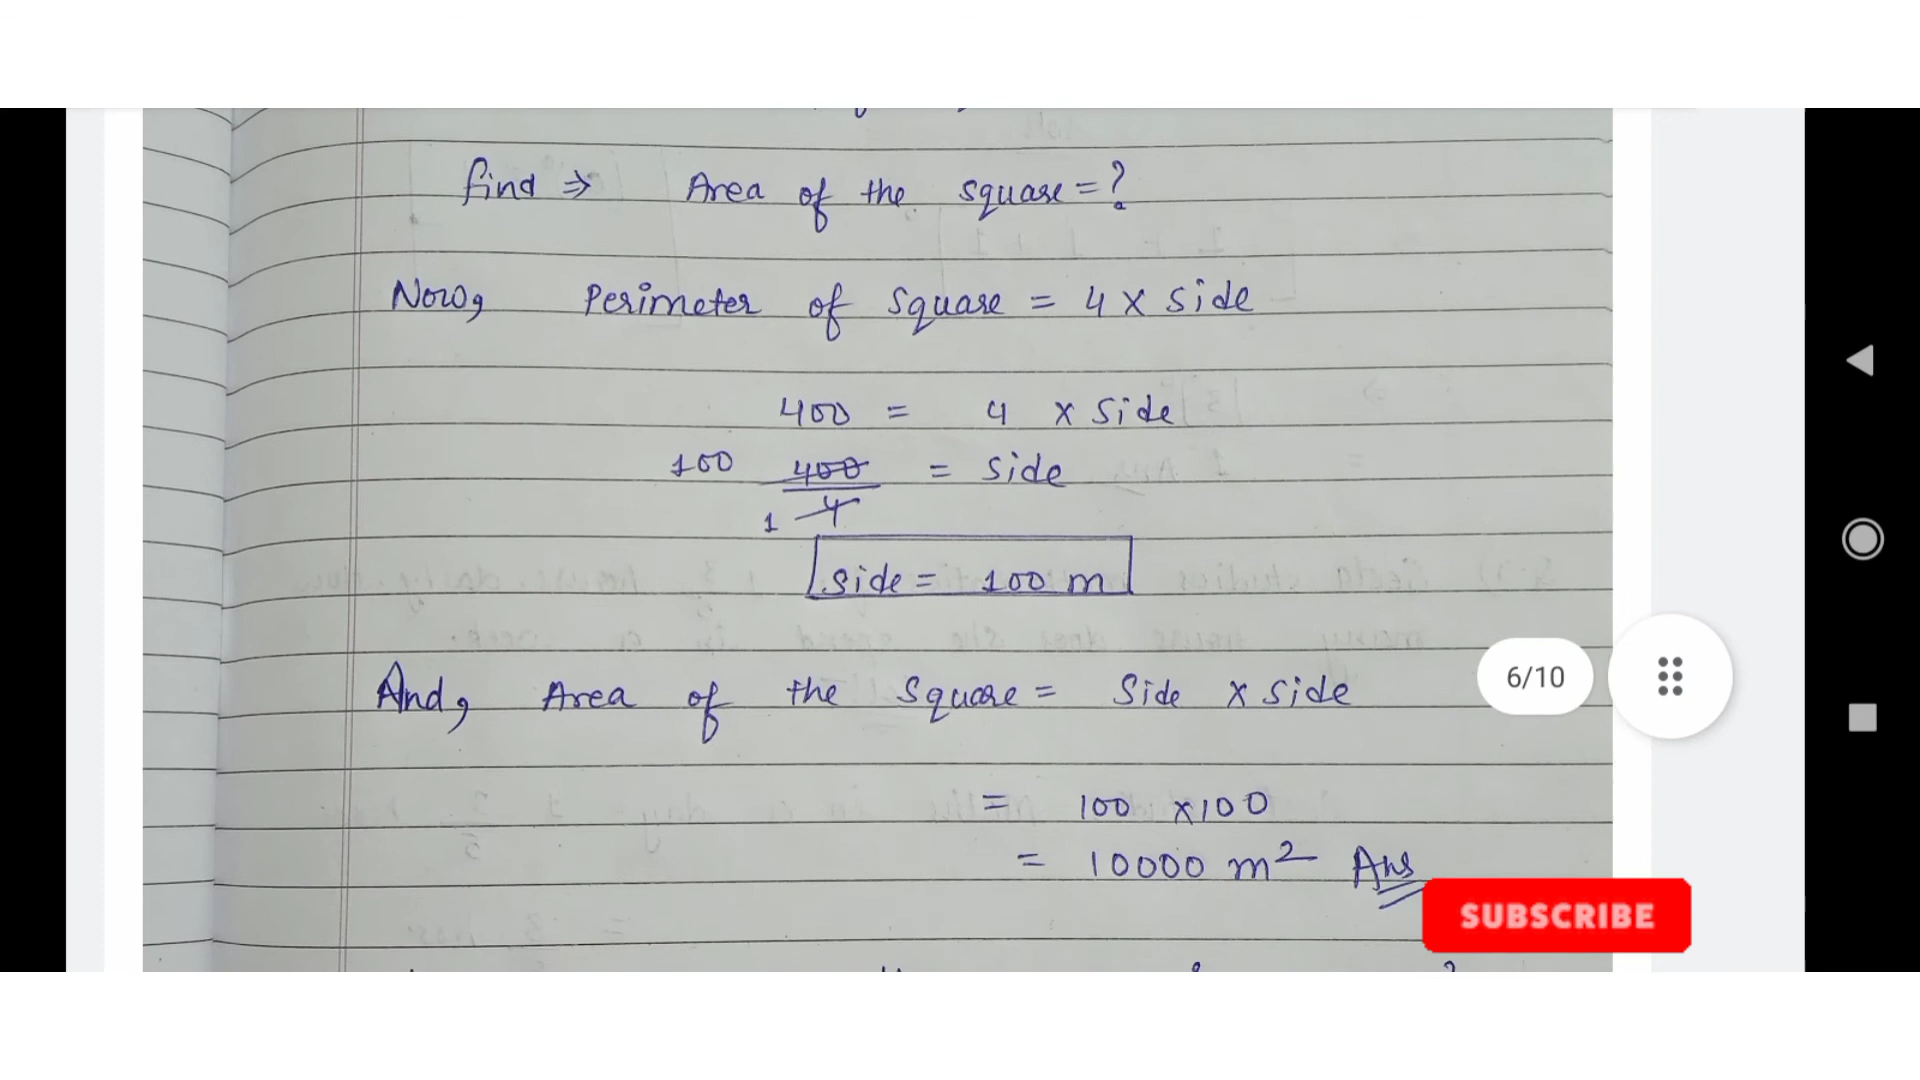 find ⇒ Area of the square = ?
Now, Perimeter of square = 4 x side
400 = 4 x side
100 400 = side
1 4
side = 100 m
And, Area of the square = Side x side
6/10
= 100 x 100
= 10000 m² Ans
SUBSCRIBE